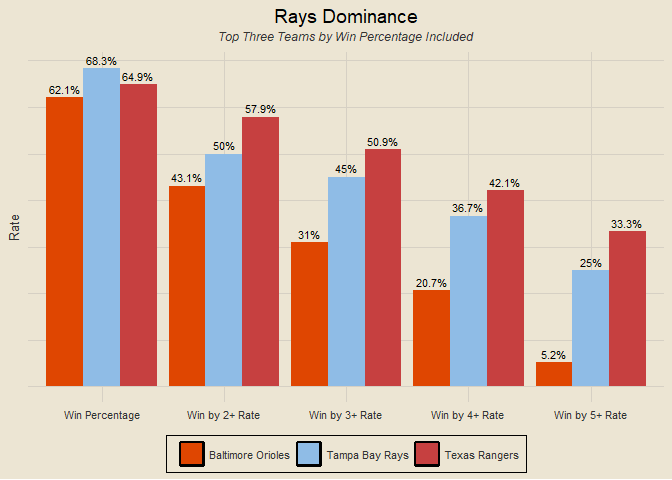 Rays Dominance
Top Three Teams by Win Percentage Included
Rate
62.1% 68.3% 64.9%
43.1% 50% 57.9%
31% 45% 50.9%
20.7% 36.7% 42.1%
5.2% 25% 33.3%
Win Percentage Win by 2+ Rate Win by 3+ Rate Win by 4+ Rate Win by 5+ Rate
Baltimore Orioles Tampa Bay Rays Texas Rangers